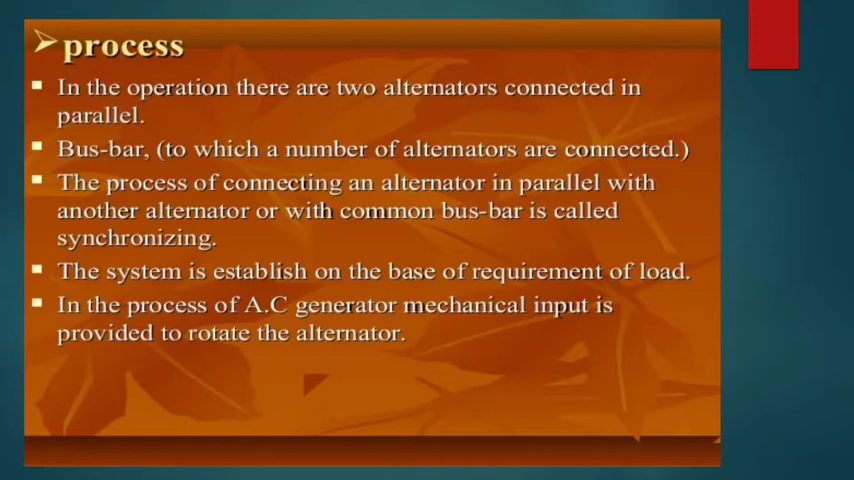 process
In the operation there are two alternators connected in
parallel.
Bus-bar, (to which a number of alternators are connected.)
The process of connecting an alternator in parallel with
another alternator or with common bus-bar is called
synchronizing.
The system is establish on the base of requirement of load.
In the process of A.C generator mechanical input is
provided to rotate the alternator.